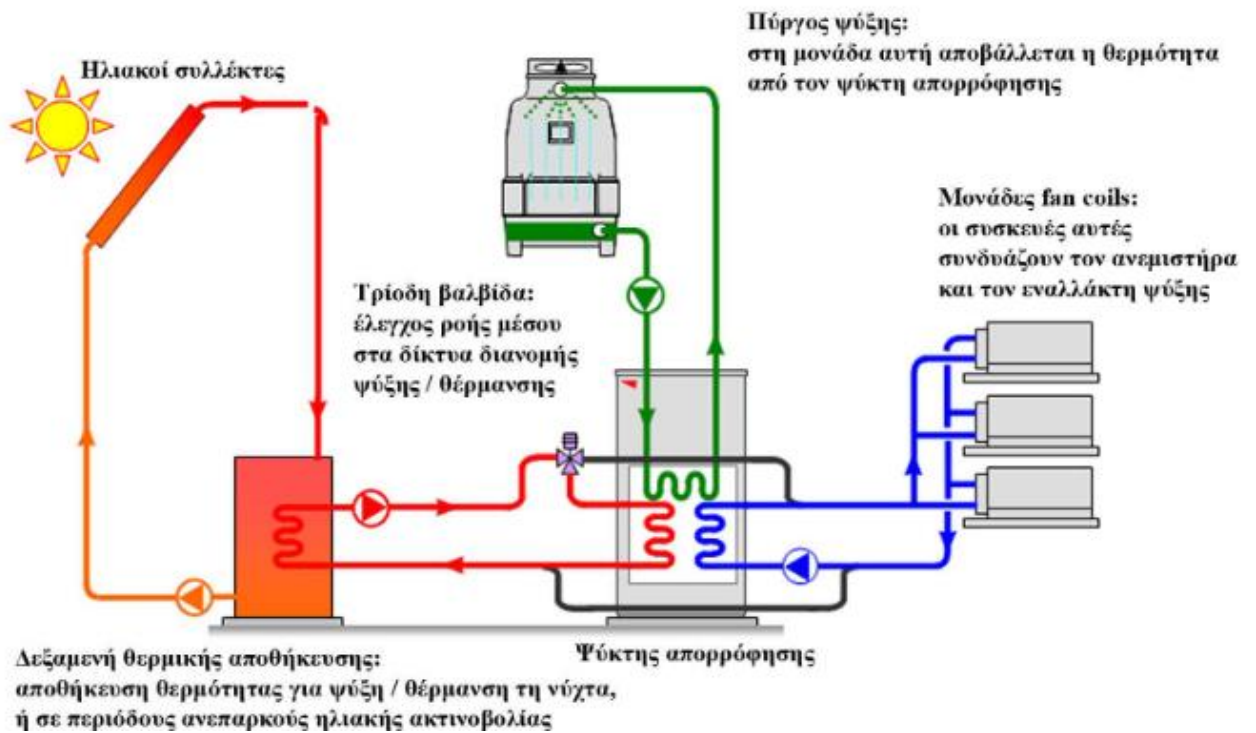 Πύργος ψύξης:
στη μονάδα αυτή αποβάλλεται η θερμότητα
από τον ψύκτη απορρόφησης
Ηλιακοί συλλέκτες
Μονάδες fan coils:
οι συσκευές αυτές
συνδυάζουν τον ανεμιστήρα
και τον εναλλάκτη ψύξης
Τρίοδη βαλβίδα:
έλεγχος ροής μέσου
στα δίκτυα διανομής
ψύξης / θέρμανσης
Ψύκτης απορρόφησης
Δεξαμενή θερμικής αποθήκευσης:
αποθήκευση θερμότητας για ψύξη / θέρμανση τη νύχτα,
ή σε περιόδους ανεπαρκούς ηλιακής ακτινοβολίας